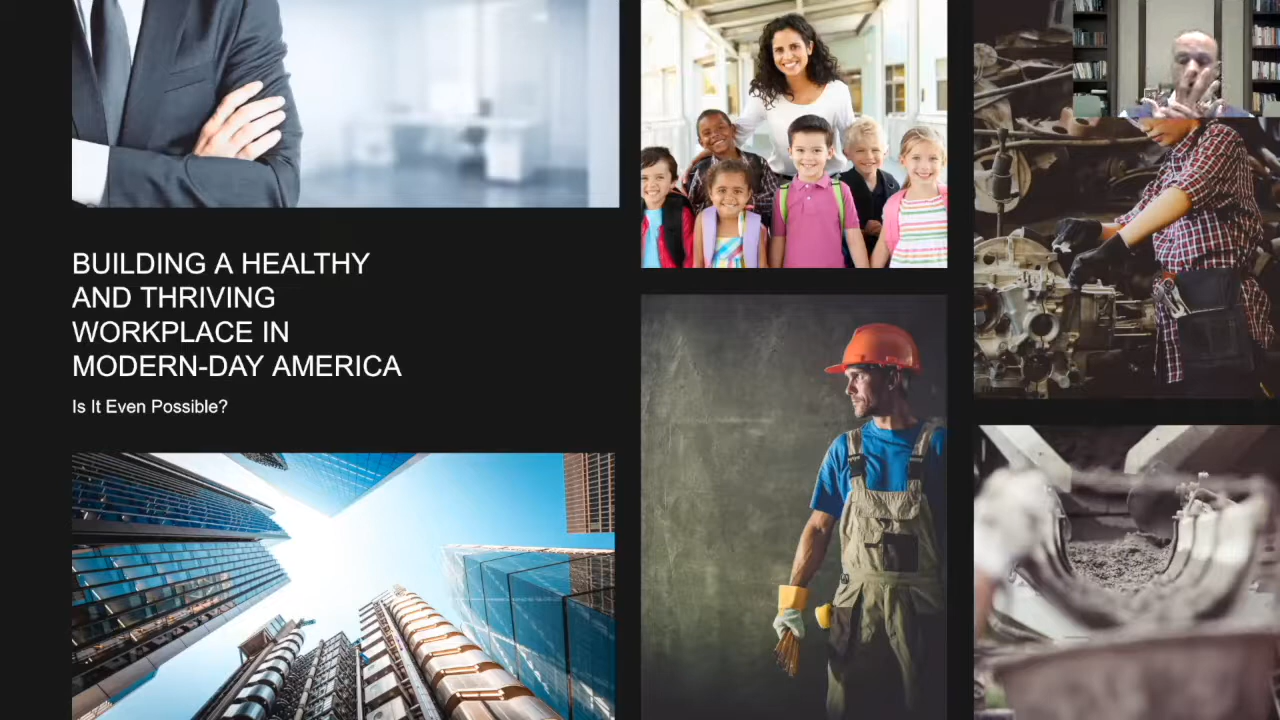 BUILDING A HEALTHY
AND THRIVING
WORKPLACE IN
MODERN-DAY AMERICA
Is It Even Possible?